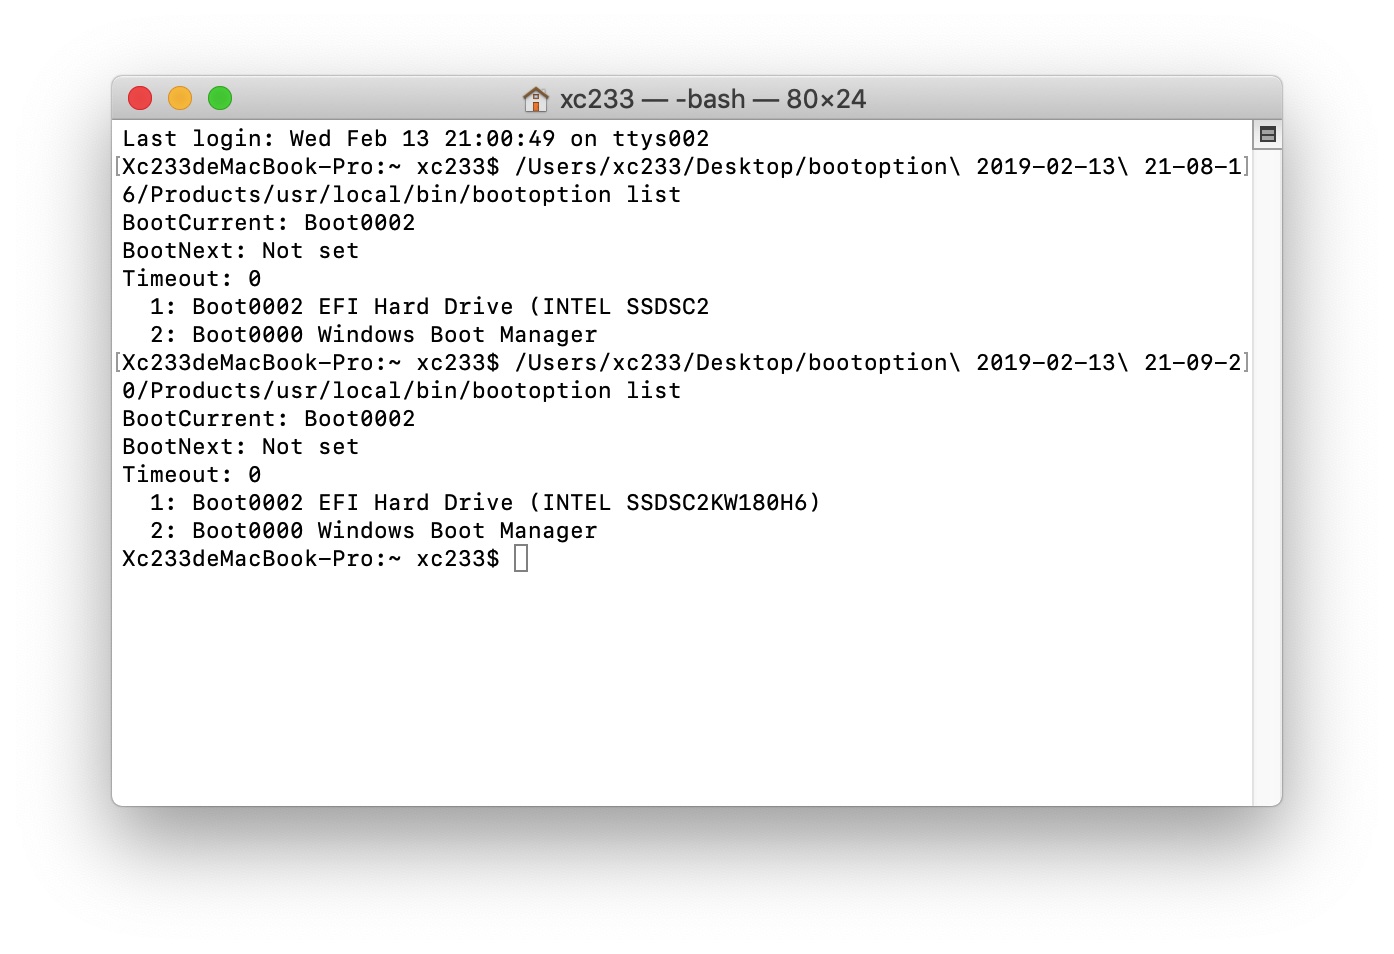 xc233 — -bash — 80×24
Last login: Wed Feb 13 21:00:49 on ttys002
[Xc233deMacBook-Pro:~ xc233$ /Users/xc233/Desktop/bootoption\ 2019-02-13\ 21-08-1]
6/Products/usr/local/bin/bootoption list
BootCurrent: Boot0002
BootNext: Not set
Timeout: 0
  1: Boot0002 EFI Hard Drive (INTEL SSDSC2
  2: Boot0000 Windows Boot Manager
[Xc233deMacBook-Pro:~ xc233$ /Users/xc233/Desktop/bootoption\ 2019-02-13\ 21-09-2]
0/Products/usr/local/bin/bootoption list
BootCurrent: Boot0002
BootNext: Not set
Timeout: 0
  1: Boot0002 EFI Hard Drive (INTEL SSDSC2KW180H6)
  2: Boot0000 Windows Boot Manager
Xc233deMacBook-Pro:~ xc233$